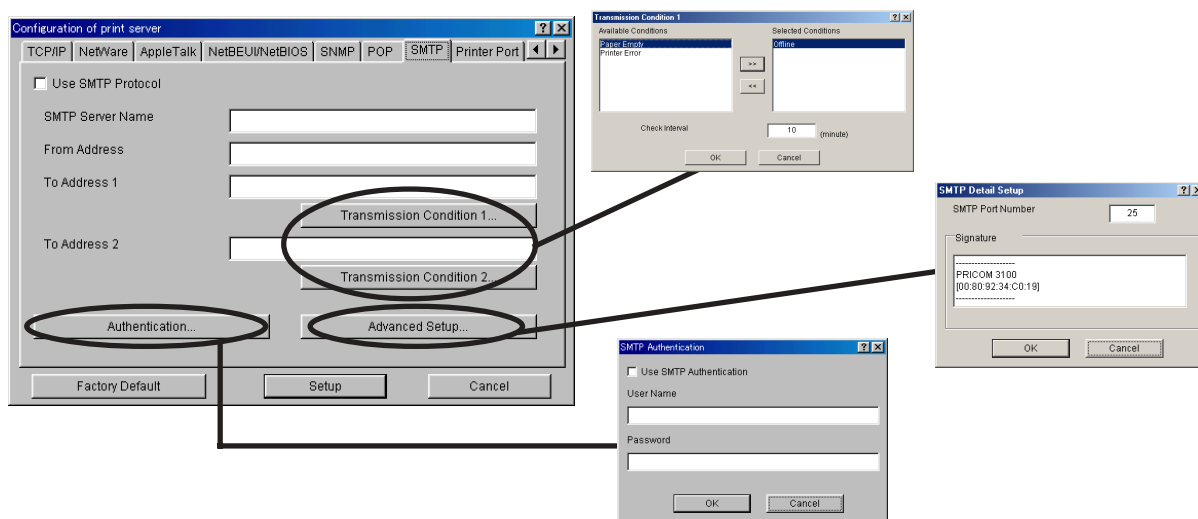 Configuration of print server
TCP/IP NetWare AppleTalk NetBEUI/NetBIOS SNMP POP SMTP Printer Port
Use SMTP Protocol
SMTP Server Name
From Address
To Address 1
Transmission Condition 1...
To Address 2
Transmission Condition 2...
Authentication...
Advanced Setup...
Factory Default
Setup
Cancel
Transmission Condition 1
Available Conditions
Selected Conditions
Paper Empty
Printer Error
Offline
>>
<<
Check Interval
10
(minute)
OK
Cancel
SMTP Detail Setup
SMTP Port Number
25
Signature
-------------------
PRICOM 3100
[00:80:92:34:C0:19]
-------------------
OK
Cancel
SMTP Authentication
Use SMTP Authentication
User Name
Password
OK
Cancel